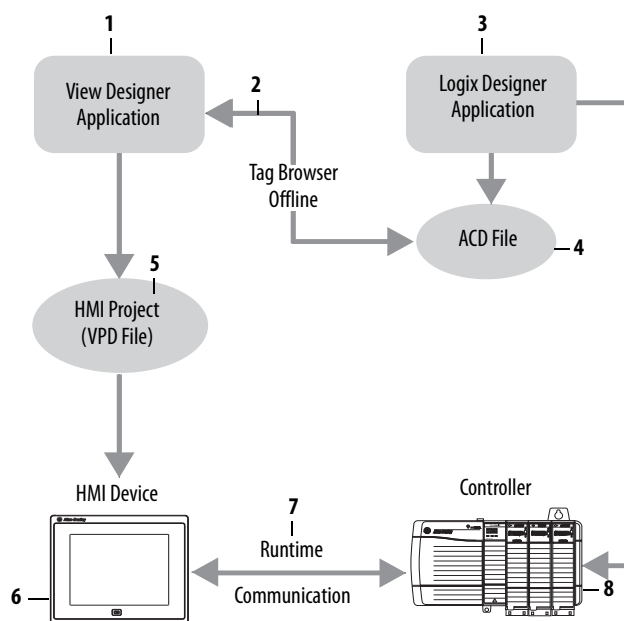 1
3
View Designer
Application
2
Logix Designer
Application
Tag Browser
Offline
ACD File
4
5
HMI Project
(VPD File)
HMI Device
7
Controller
Runtime
Communication
6
8